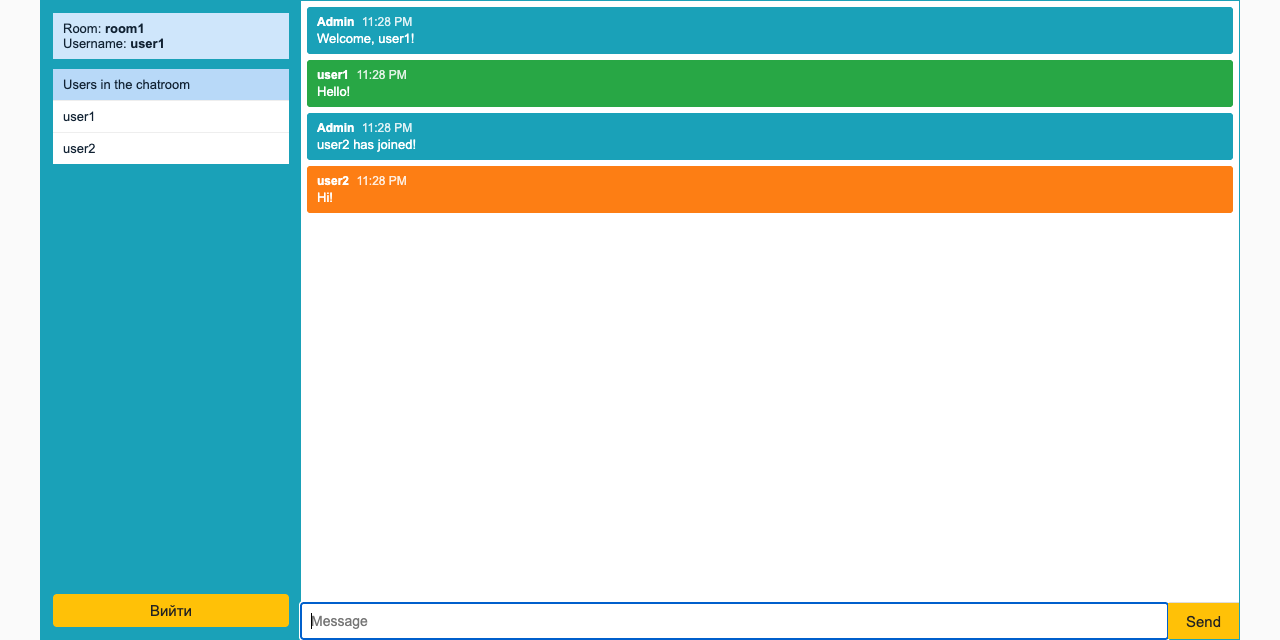 Room: room1
Username: user1
Users in the chatroom
user1
user2
Вийти
Admin 11:28 PM
Welcome, user1!
user1 11:28 PM
Hello!
Admin 11:28 PM
user2 has joined!
user2 11:28 PM
Hi!
Message
Send